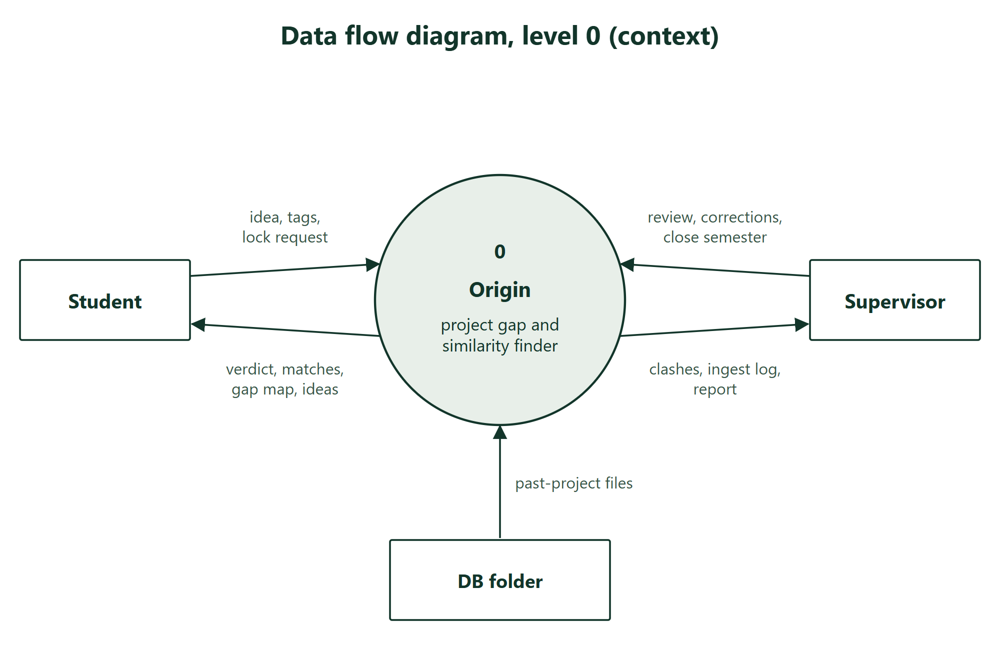 Data flow diagram, level 0 (context)
idea, tags,
lock request
review, corrections,
close semester
0
Origin
project gap and
similarity finder
Student
Supervisor
verdict, matches,
gap map, ideas
clashes, ingest log,
report
past-project files
DB folder